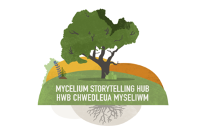 MYCELIUM STORYTELLING HUB
HWB CHWEDLEUA MYSELIWM